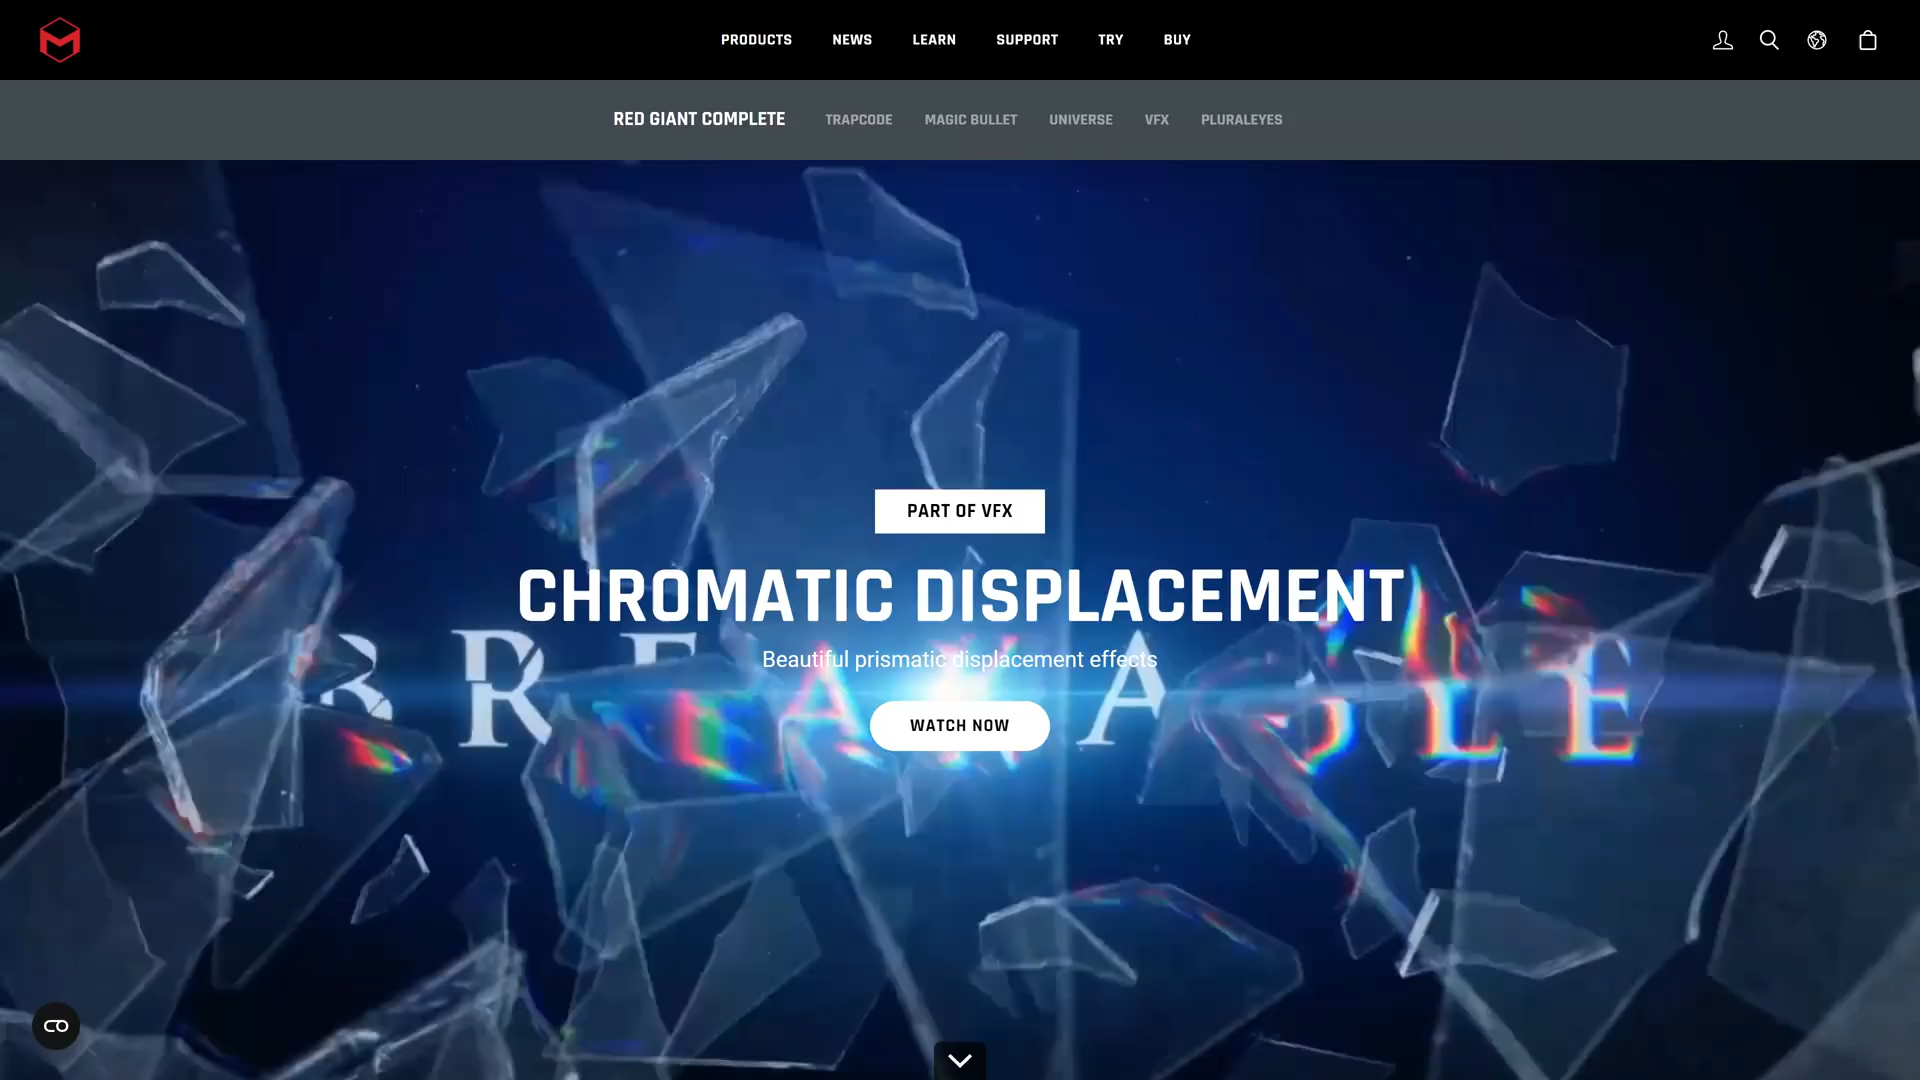 PRODUCTS NEWS LEARN SUPPORT TRY BUY
RED GIANT COMPLETE TRAPCODE MAGIC BULLET UNIVERSE VFX PLURALEYES
PART OF VFX
CHROMATIC DISPLACEMENT
Beautiful prismatic displacement effects
WATCH NOW